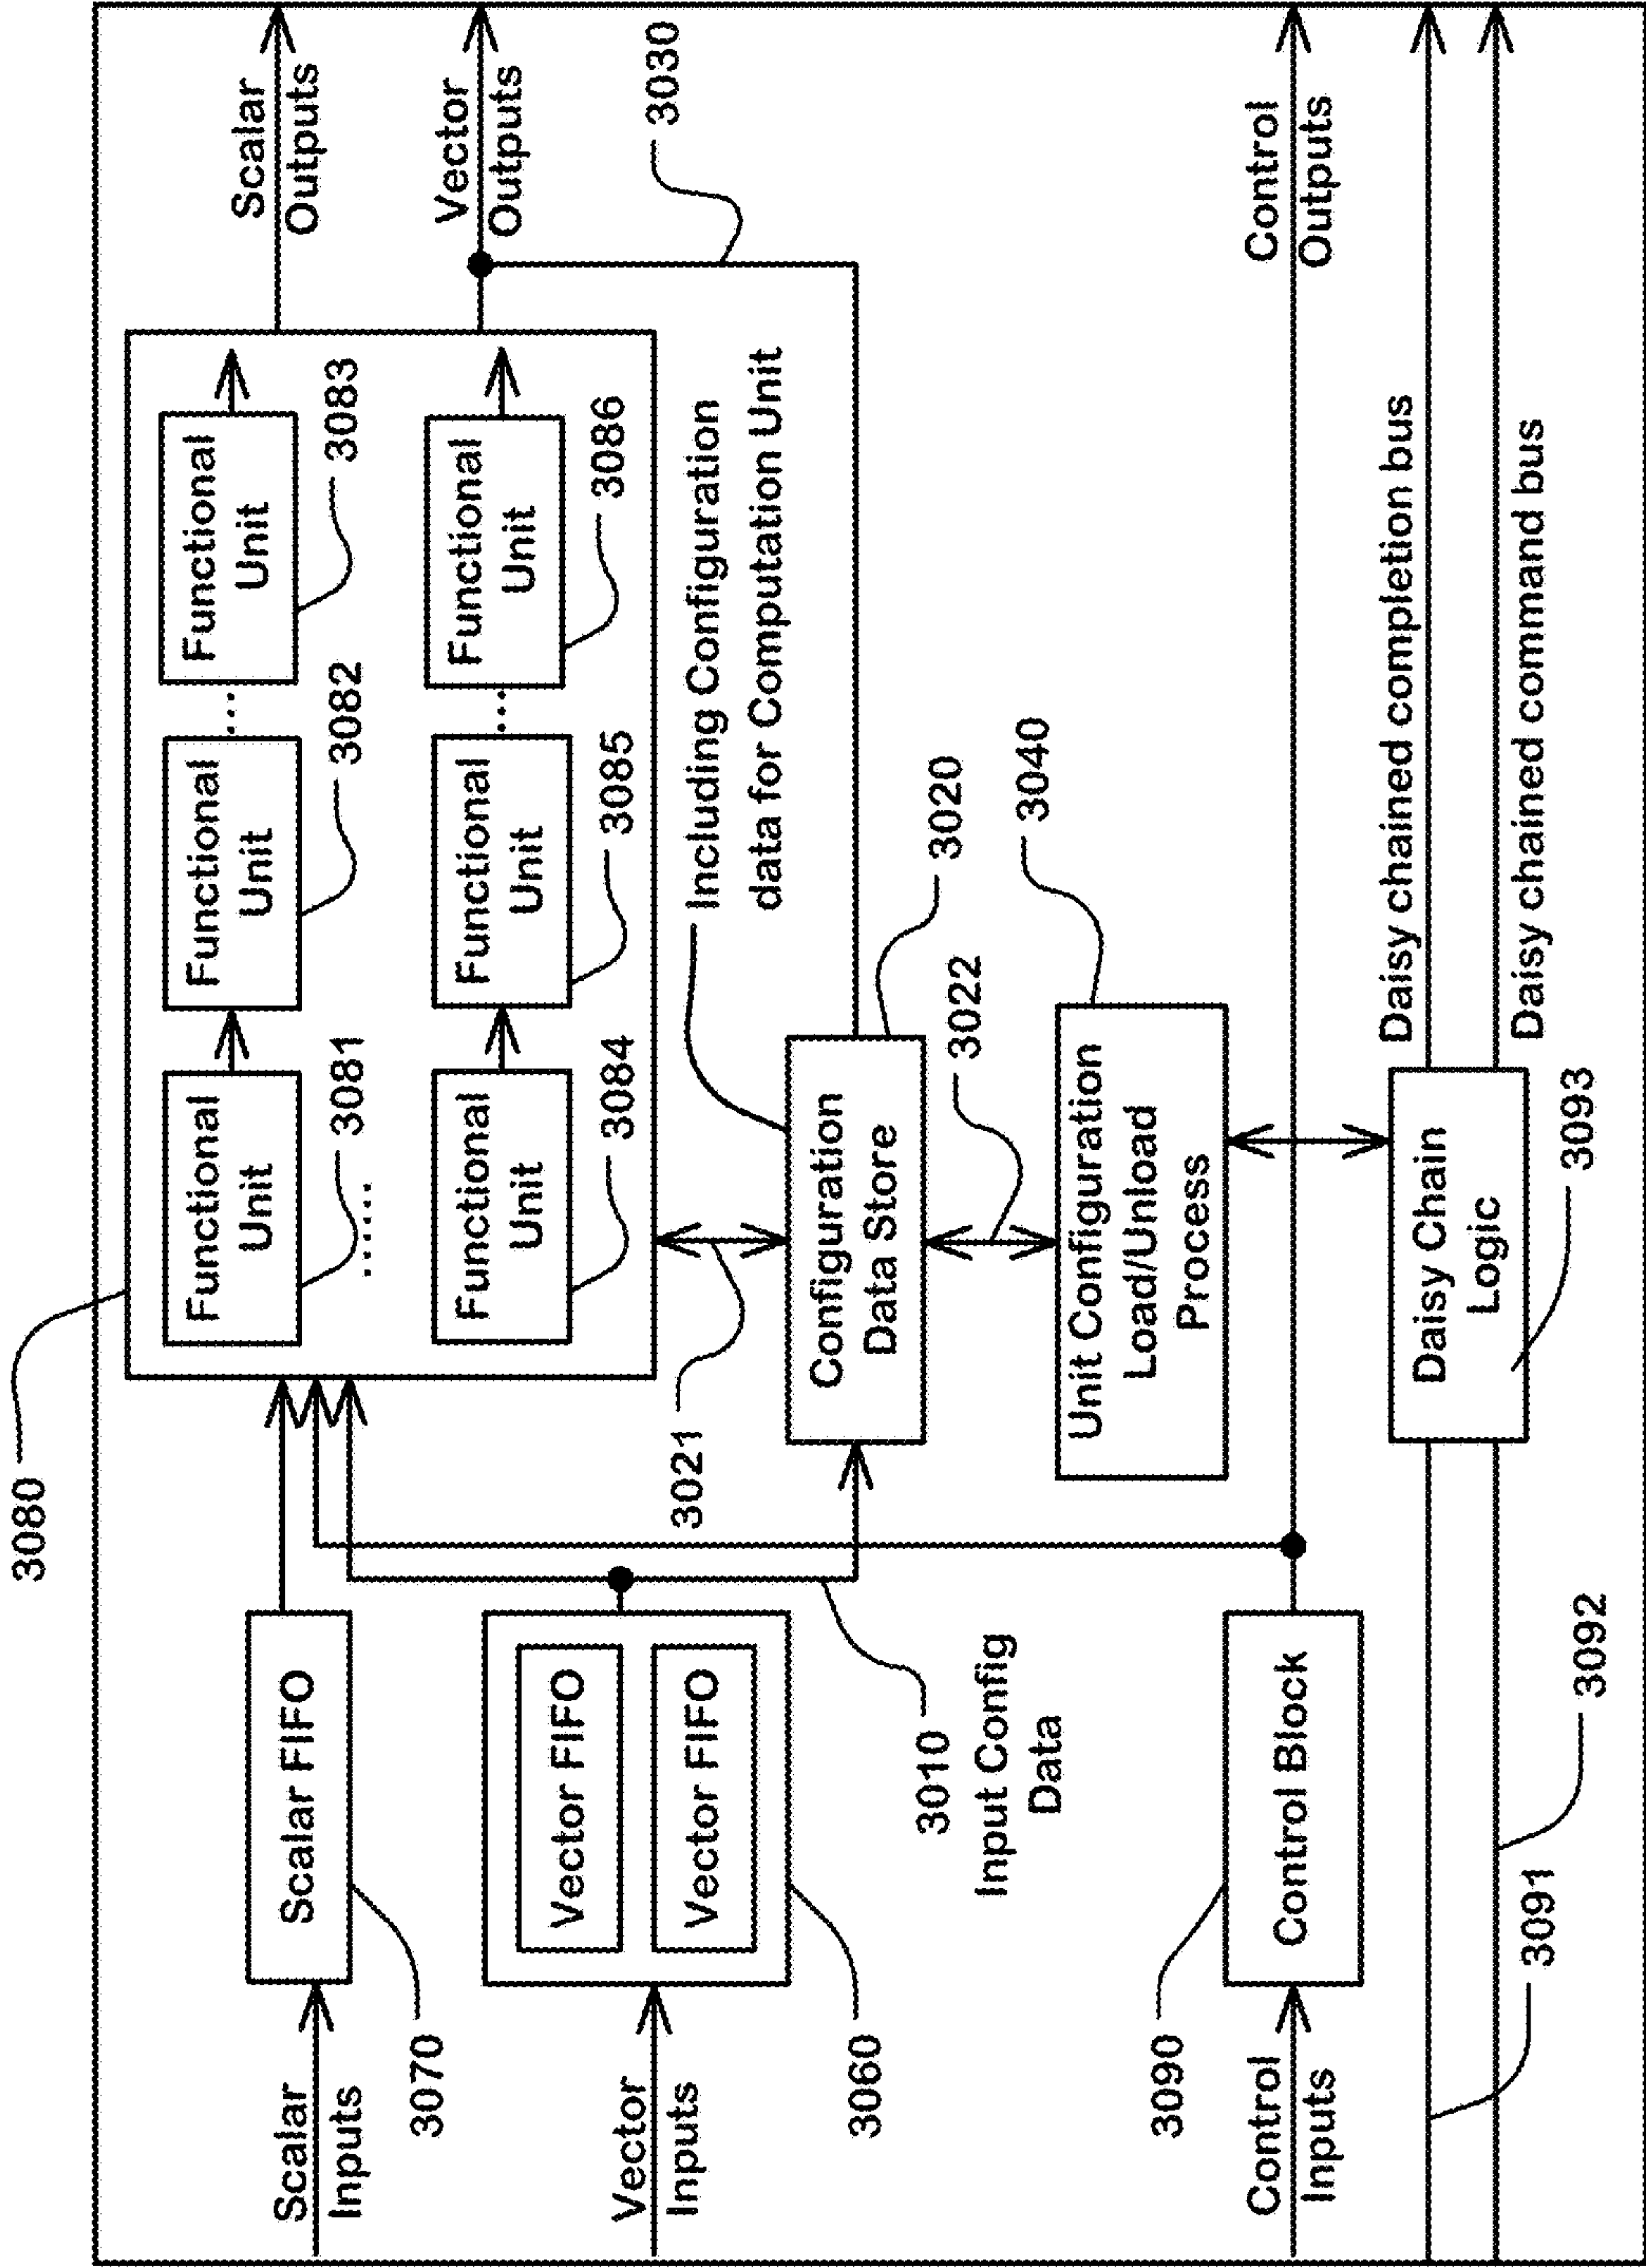 3080
Scalar
Inputs
3070
Scalar FIFO
Vector
Inputs
3060
Vector FIFO
Vector FIFO
3010
Input Config
Data
Control
Inputs
3090
Control Block
3091
3092
Functional
Unit
3081
......
Functional
Unit
3082
...
Functional
Unit
3083
Functional
Unit
3084
Functional
Unit
3085
...
Functional
Unit
3086
3021
Configuration
Data Store
3020
Including Configuration
data for Computation Unit
3022
Unit Configuration
Load/Unload
Process
3040
Daisy Chain
Logic
3093
Scalar
Outputs
Vector
Outputs
3030
Control
Outputs
Daisy chained completion bus
Daisy chained command bus